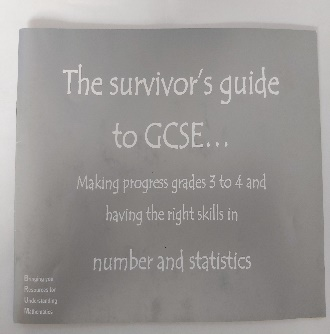 The survivor's guide
to GCSE...
Making progress grades 3 to 4 and
having the right skills in
number and statistics
Bringing out
Resources for
Understanding
Mathematics